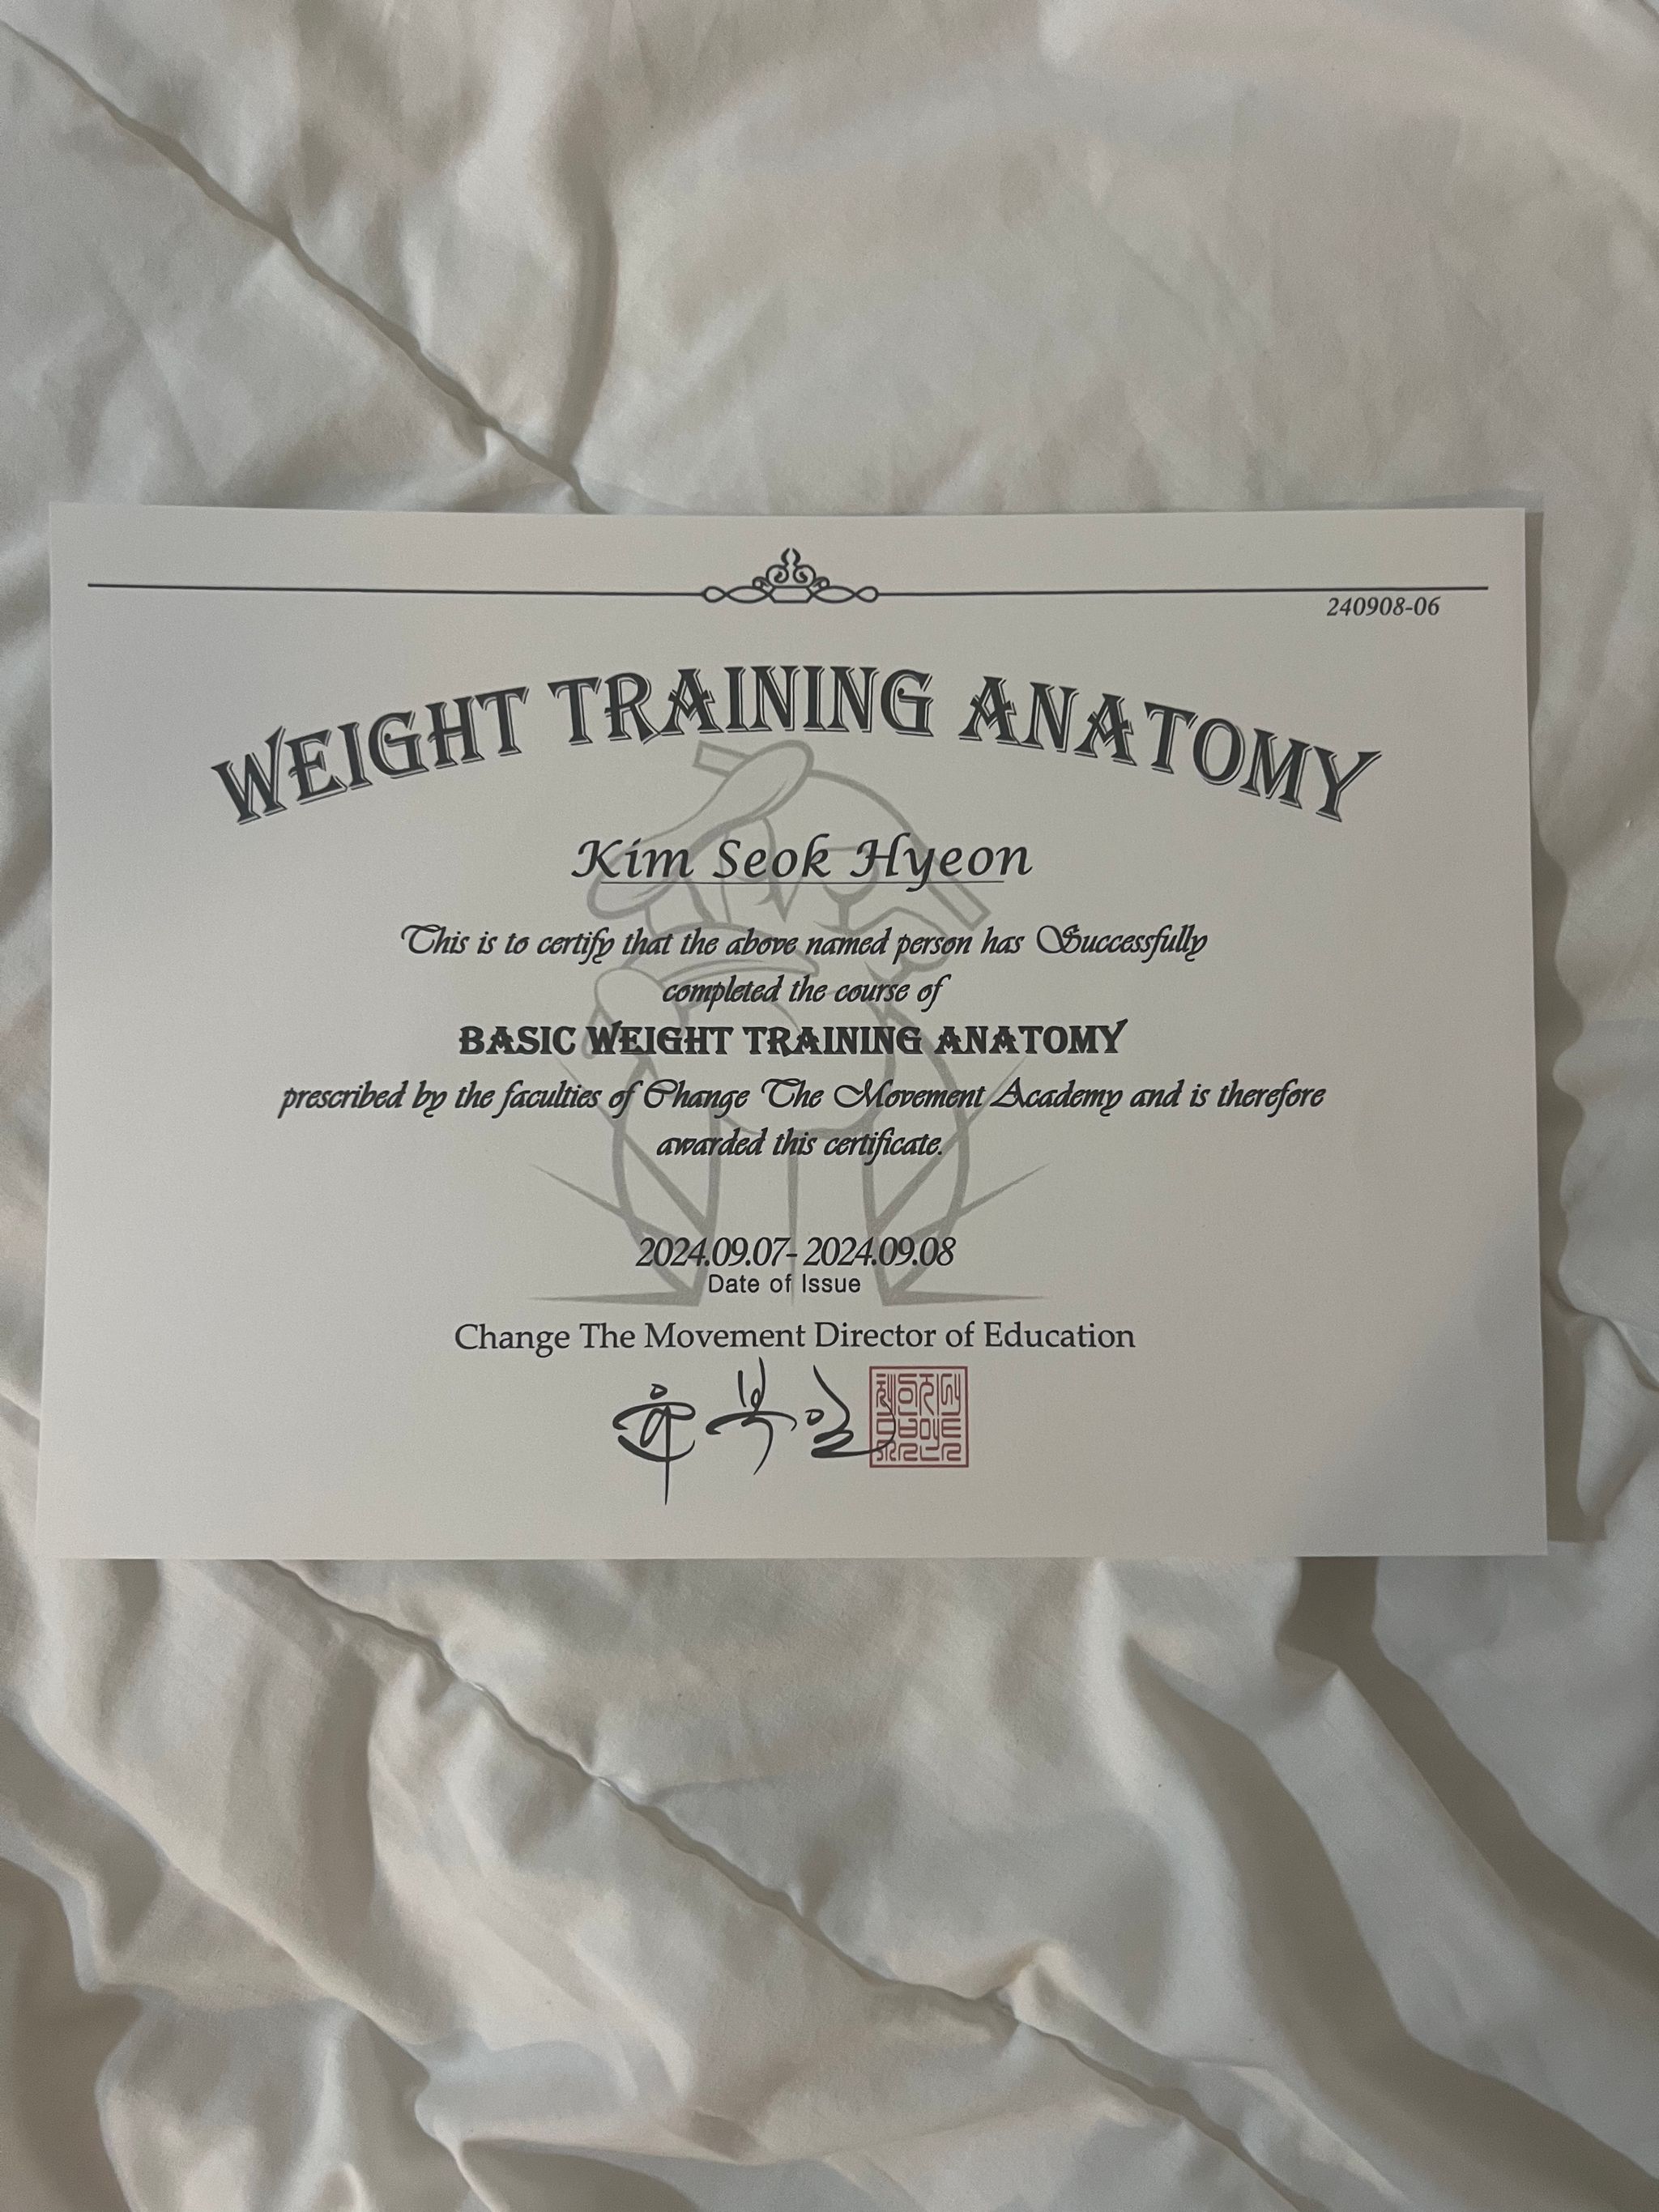 240908-06
WEIGHT TRAINING ANATOMY
Kim Seok Hyeon
This is to certify that the above named person has Successfully
completed the course of
BASIC WEIGHT TRAINING ANATOMY
prescribed by the faculties of Change The Movement Academy and is therefore
awarded this certificate.
2024.09.07- 2024.09.08
Date of Issue
Change The Movement Director of Education